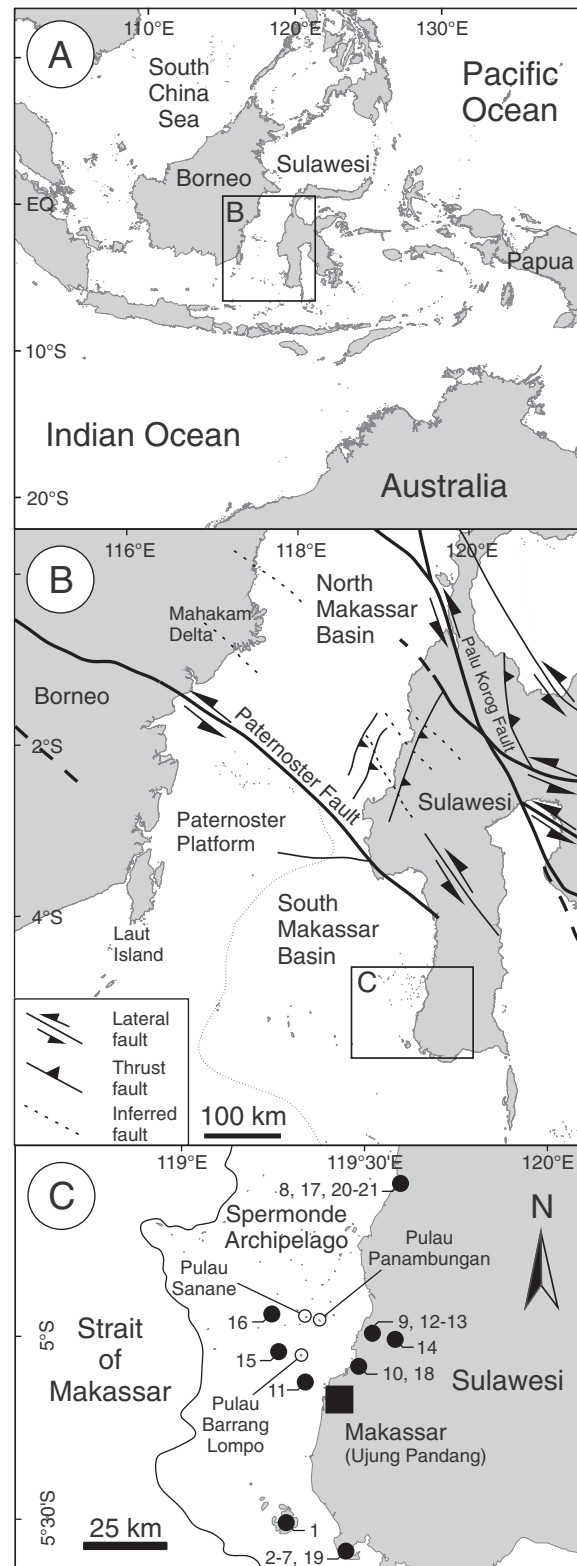 A
110°E
120°E
130°E
South
China
Sea
Pacific
Ocean
Borneo
Sulawesi
EQ
B
Papua
10°S
Indian Ocean
Australia
20°S
B
116°E
118°E
120°E
North
Makassar
Basin
Mahakam
Delta
Borneo
Palu Korog Fault
2°S
Paternoster Fault
Sulawesi
Paternoster
Platform
4°S
South
Makassar
Basin
Laut
Island
C
Lateral
fault
Thrust
fault
Inferred
fault
100 km
C
119°E
119°30E
120°E
8, 17, 20-21
N
Spermonde
Archipelago
Pulau
Panambungan
Pulau
Sanane
16
9, 12-13
5°S
14
Strait
of
Makassar
15
10, 18
Sulawesi
11
Pulau
Barrang
Lompo
Makassar
(Ujung Pandang)
5°30'S
25 km
1
2-7, 19